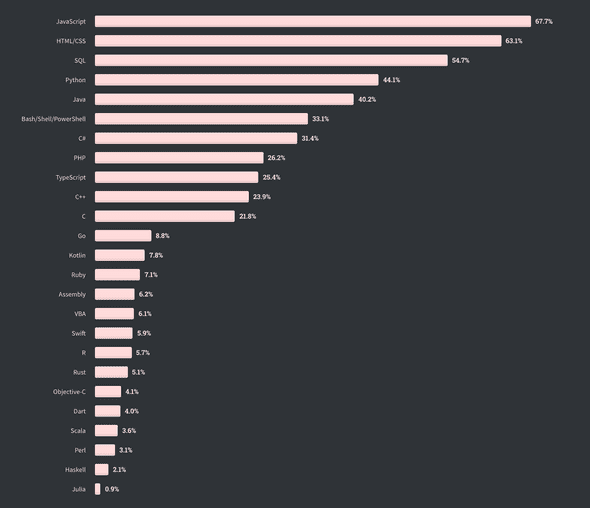 JavaScript 67.7%
HTML/CSS 63.1%
SQL 54.7%
Python 44.1%
Java 40.2%
Bash/Shell/PowerShell 33.1%
C# 31.4%
PHP 26.2%
TypeScript 25.4%
C++ 23.9%
C 21.8%
Go 8.8%
Kotlin 7.8%
Ruby 7.1%
Assembly 6.2%
VBA 6.1%
Swift 5.9%
R 5.7%
Rust 5.1%
Objective-C 4.1%
Dart 4.0%
Scala 3.6%
Perl 3.1%
Haskell 2.1%
Julia 0.9%